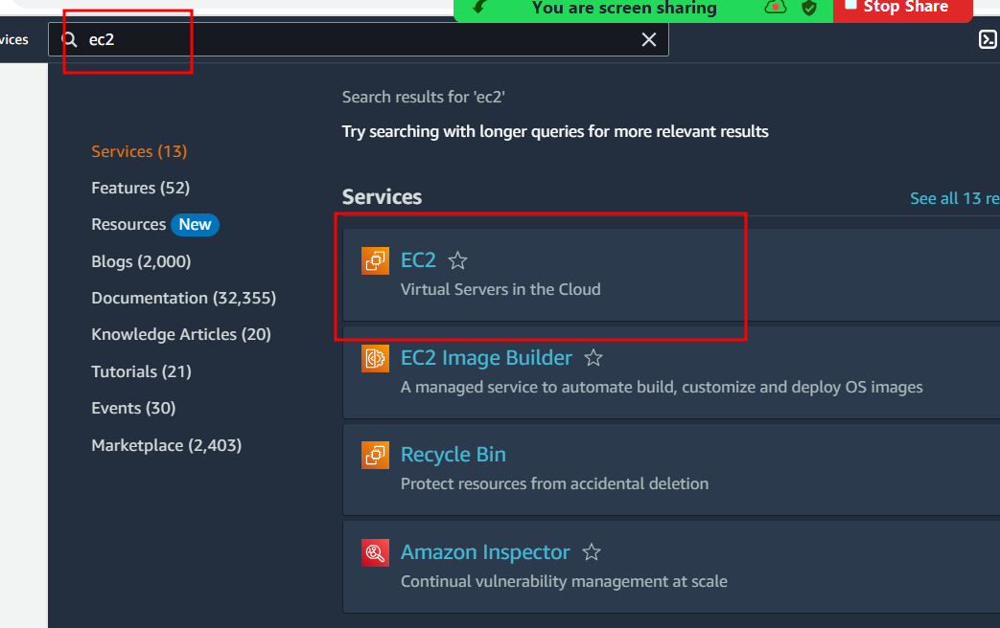 You are screen sharing
Stop Share
vices
ec2
Search results for 'ec2'
Try searching with longer queries for more relevant results
Services (13)
Features (52)
Resources New
Blogs (2,000)
Documentation (32,355)
Knowledge Articles (20)
Tutorials (21)
Events (30)
Marketplace (2,403)
Services
See all 13 re
EC2
Virtual Servers in the Cloud
EC2 Image Builder
A managed service to automate build, customize and deploy OS images
Recycle Bin
Protect resources from accidental deletion
Amazon Inspector
Continual vulnerability management at scale